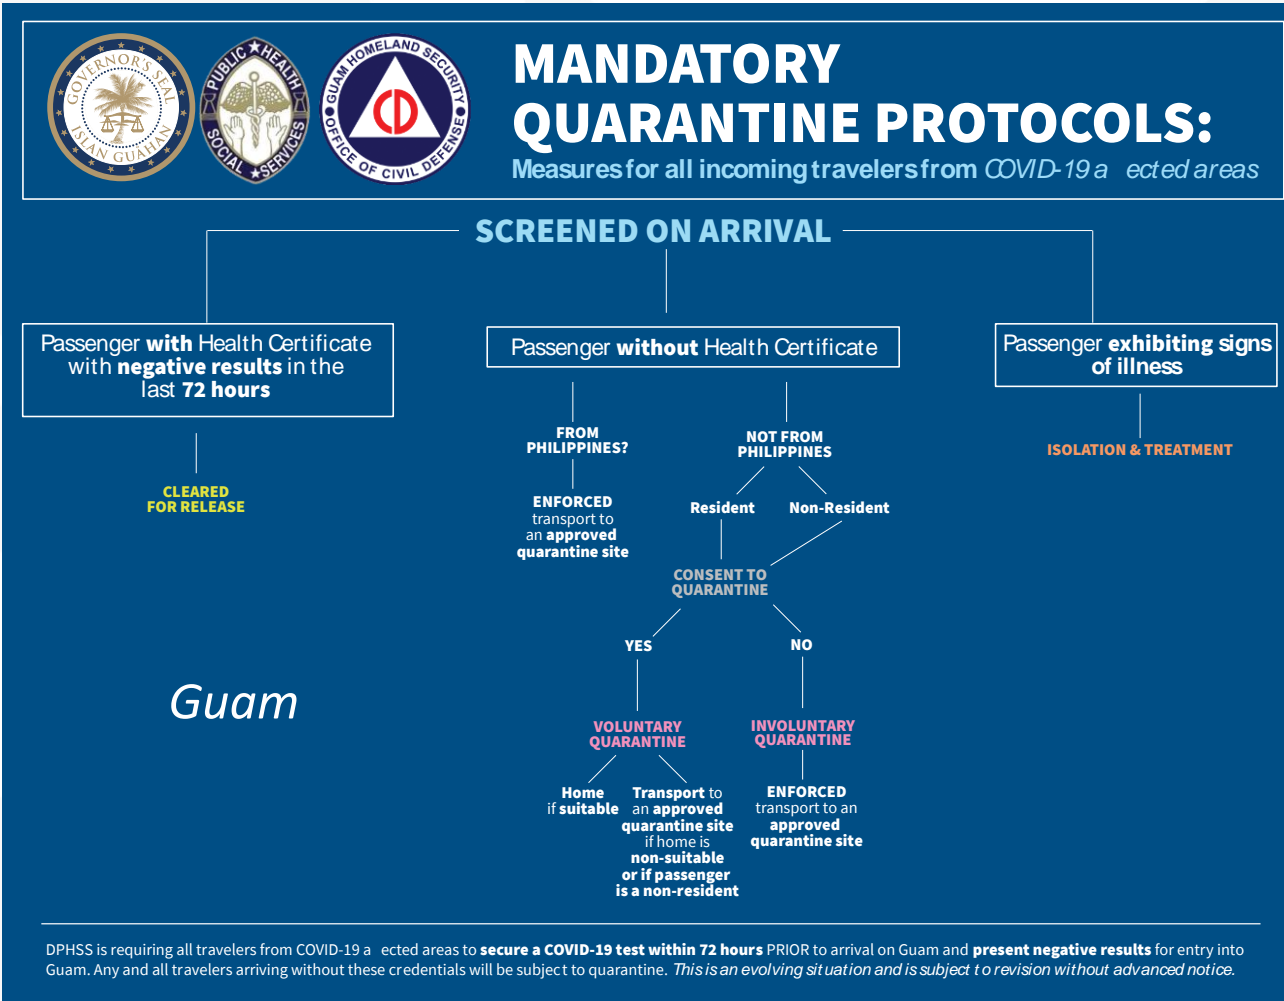 GOVERNOR'S SEAL
ISLAN GUÅHAN
PUBLIC HEALTH
SOCIAL SERVICES
GUAM HOMELAND SECURITY
OFFICE OF CIVIL DEFENSE
CD
MANDATORY
QUARANTINE PROTOCOLS:
Measures for all incoming travelers from COVID-19 a ected areas
SCREENED ON ARRIVAL
Passenger with Health Certificate
with negative results in the
last 72 hours
CLEARED
FOR RELEASE
Passenger without Health Certificate
FROM
PHILIPPINES?
ENFORCED
transport to
an approved
quarantine site
NOT FROM
PHILIPPINES
Resident
Non-Resident
CONSENT TO
QUARANTINE
YES
NO
VOLUNTARY
QUARANTINE
Home
if suitable
Transport to
an approved
quarantine site
if home is
non-suitable
or if passenger
is a non-resident
INVOLUNTARY
QUARANTINE
ENFORCED
transport to an
approved
quarantine site
Passenger exhibiting signs
of illness
ISOLATION & TREATMENT
Guam
DPHSS is requiring all travelers from COVID-19 a ected areas to secure a COVID-19 test within 72 hours PRIOR to arrival on Guam and present negative results for entry into
Guam. Any and all travelers arriving without these credentials will be subject to quarantine. This is an evolving situation and is subject to revision without advanced notice.